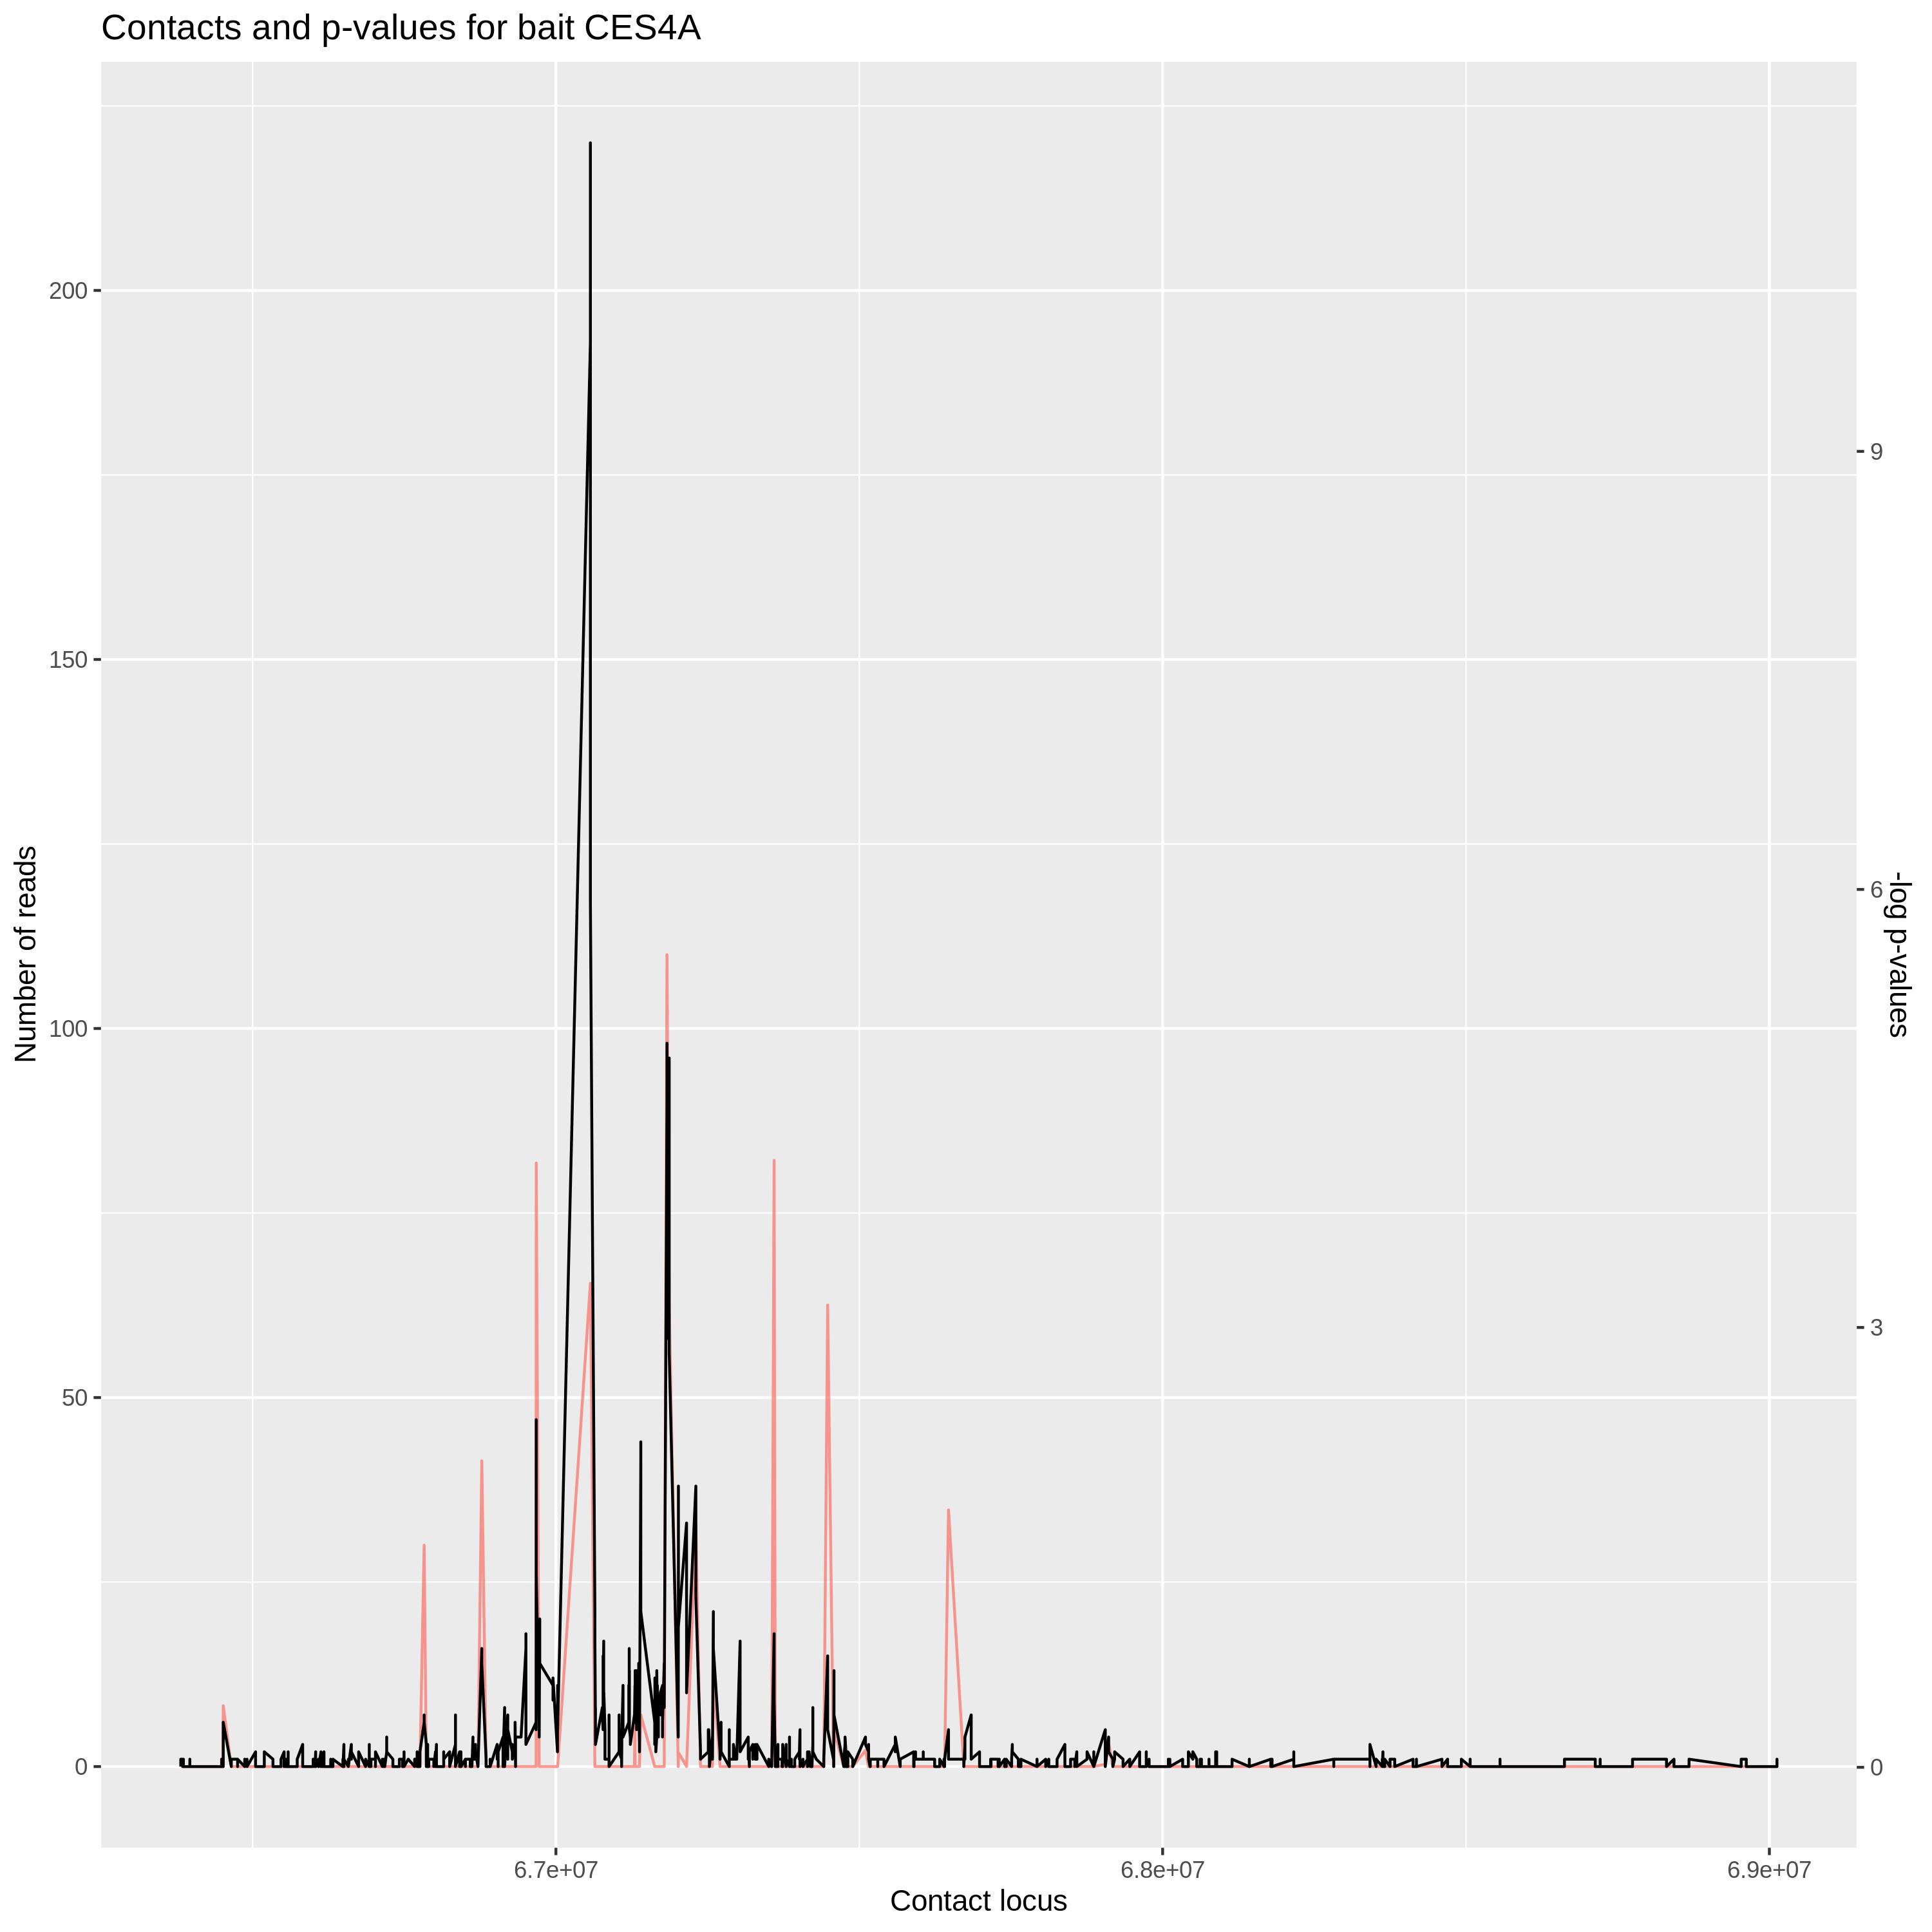 Contacts and p-values for bait CES4A
200
150
100
50
0
Number of reads
9
6
3
0
-log p-values
6.7e+07
6.8e+07
6.9e+07
Contact locus